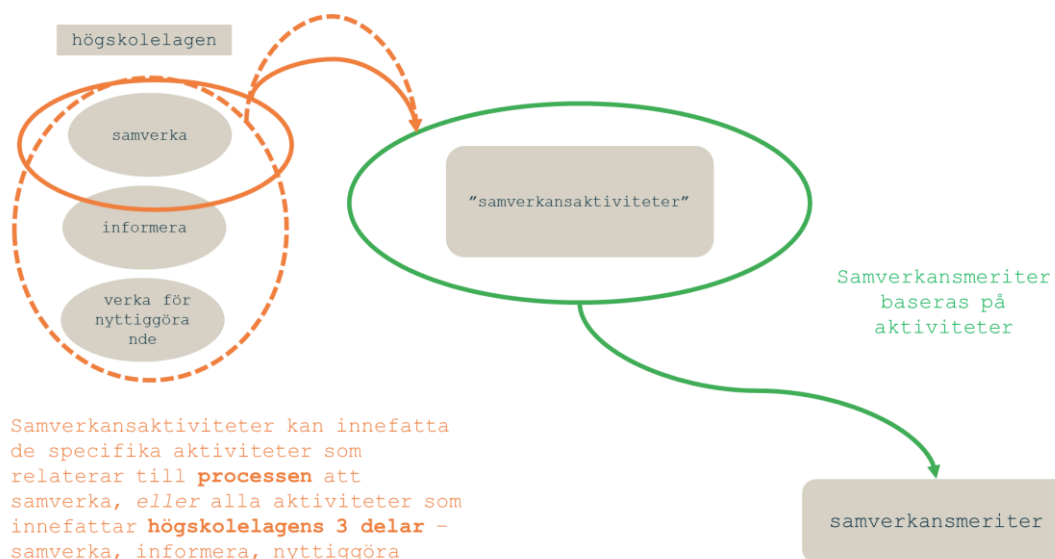 högskolelagen
samverka
informera
verka för
nyttiggöra
nde
"samverkansaktiviteter"
Samverkansmeriter
baseras på
aktiviteter
Samverkansaktiviteter kan innefatta
de specifika aktiviteter som
relaterar till processen att
samverka, eller alla aktiviteter som
innefattar högskolelagens 3 delar –
samverka, informera, nyttiggöra
samverkansmeriter